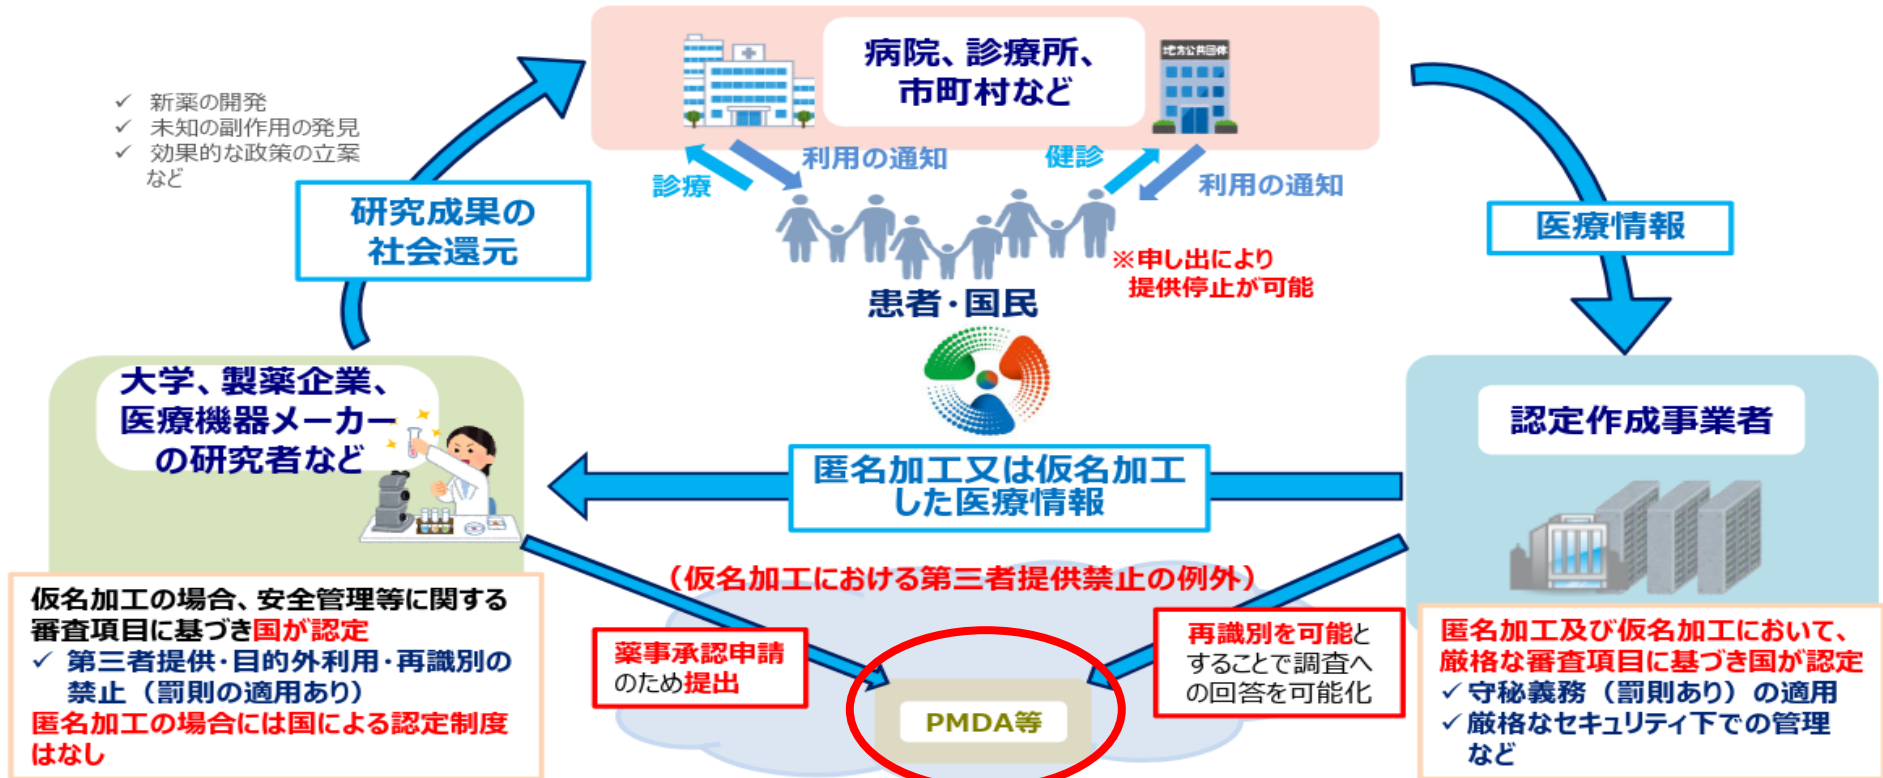 病院、診療所、
市町村など
地方公共団体
✓ 新薬の開発
✓ 未知の副作用の発見
✓ 効果的な政策の立案
など
研究成果の
社会還元
診療
利用の通知
健診
利用の通知
医療情報
※申し出により
提供停止が可能
患者・国民
大学、製薬企業、
医療機器メーカー
の研究者など
認定作成事業者
匿名加工又は仮名加工
した医療情報
（仮名加工における第三者提供禁止の例外）
仮名加工の場合、安全管理等に関する
審査項目に基づき国が認定
✓ 第三者提供・目的外利用・再識別の
禁止（罰則の適用あり）
匿名加工の場合には国による認定制度
はなし
薬事承認申請
のため提出
PMDA等
再識別を可能と
することで調査へ
の回答を可能化
匿名加工及び仮名加工において、
厳格な審査項目に基づき国が認定
✓ 守秘義務（罰則あり）の適用
✓ 厳格なセキュリティ下での管理
など